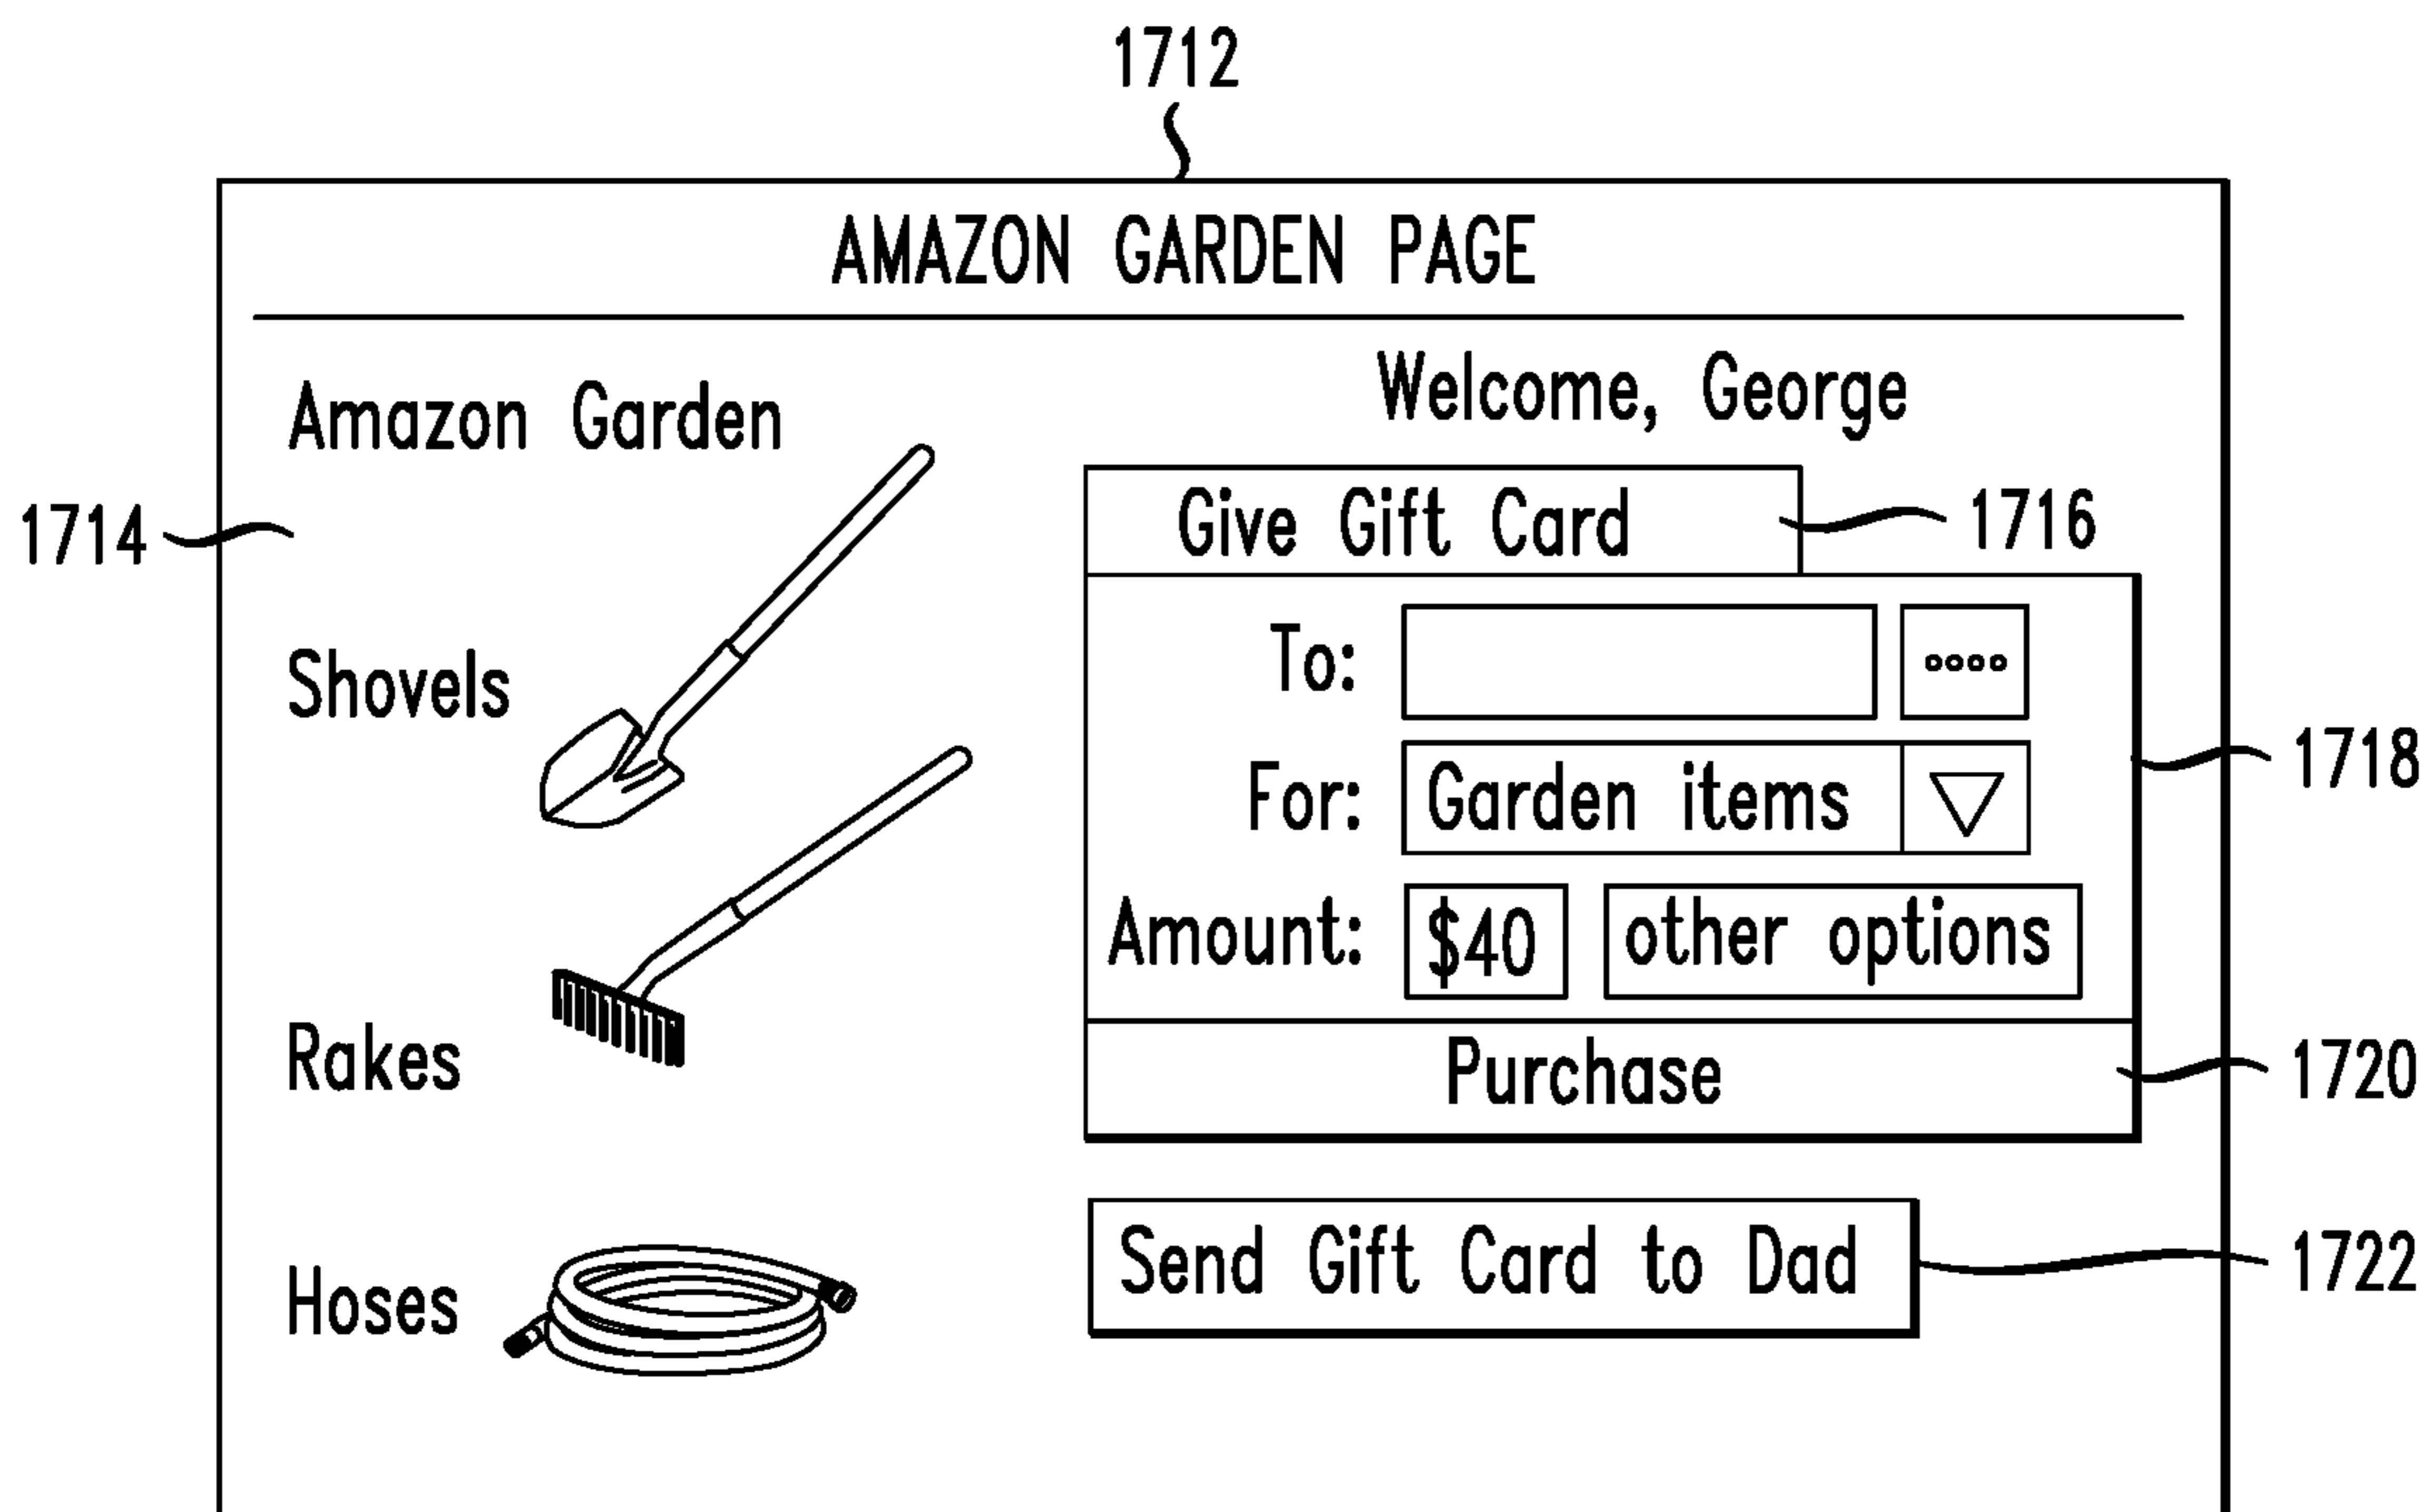 1712
AMAZON GARDEN PAGE
Amazon Garden
Welcome, George
1714
Give Gift Card
1716
Shovels
To:
For: Garden items
1718
Amount: $40 other options
Rakes
Purchase
1720
Hoses
Send Gift Card to Dad
1722